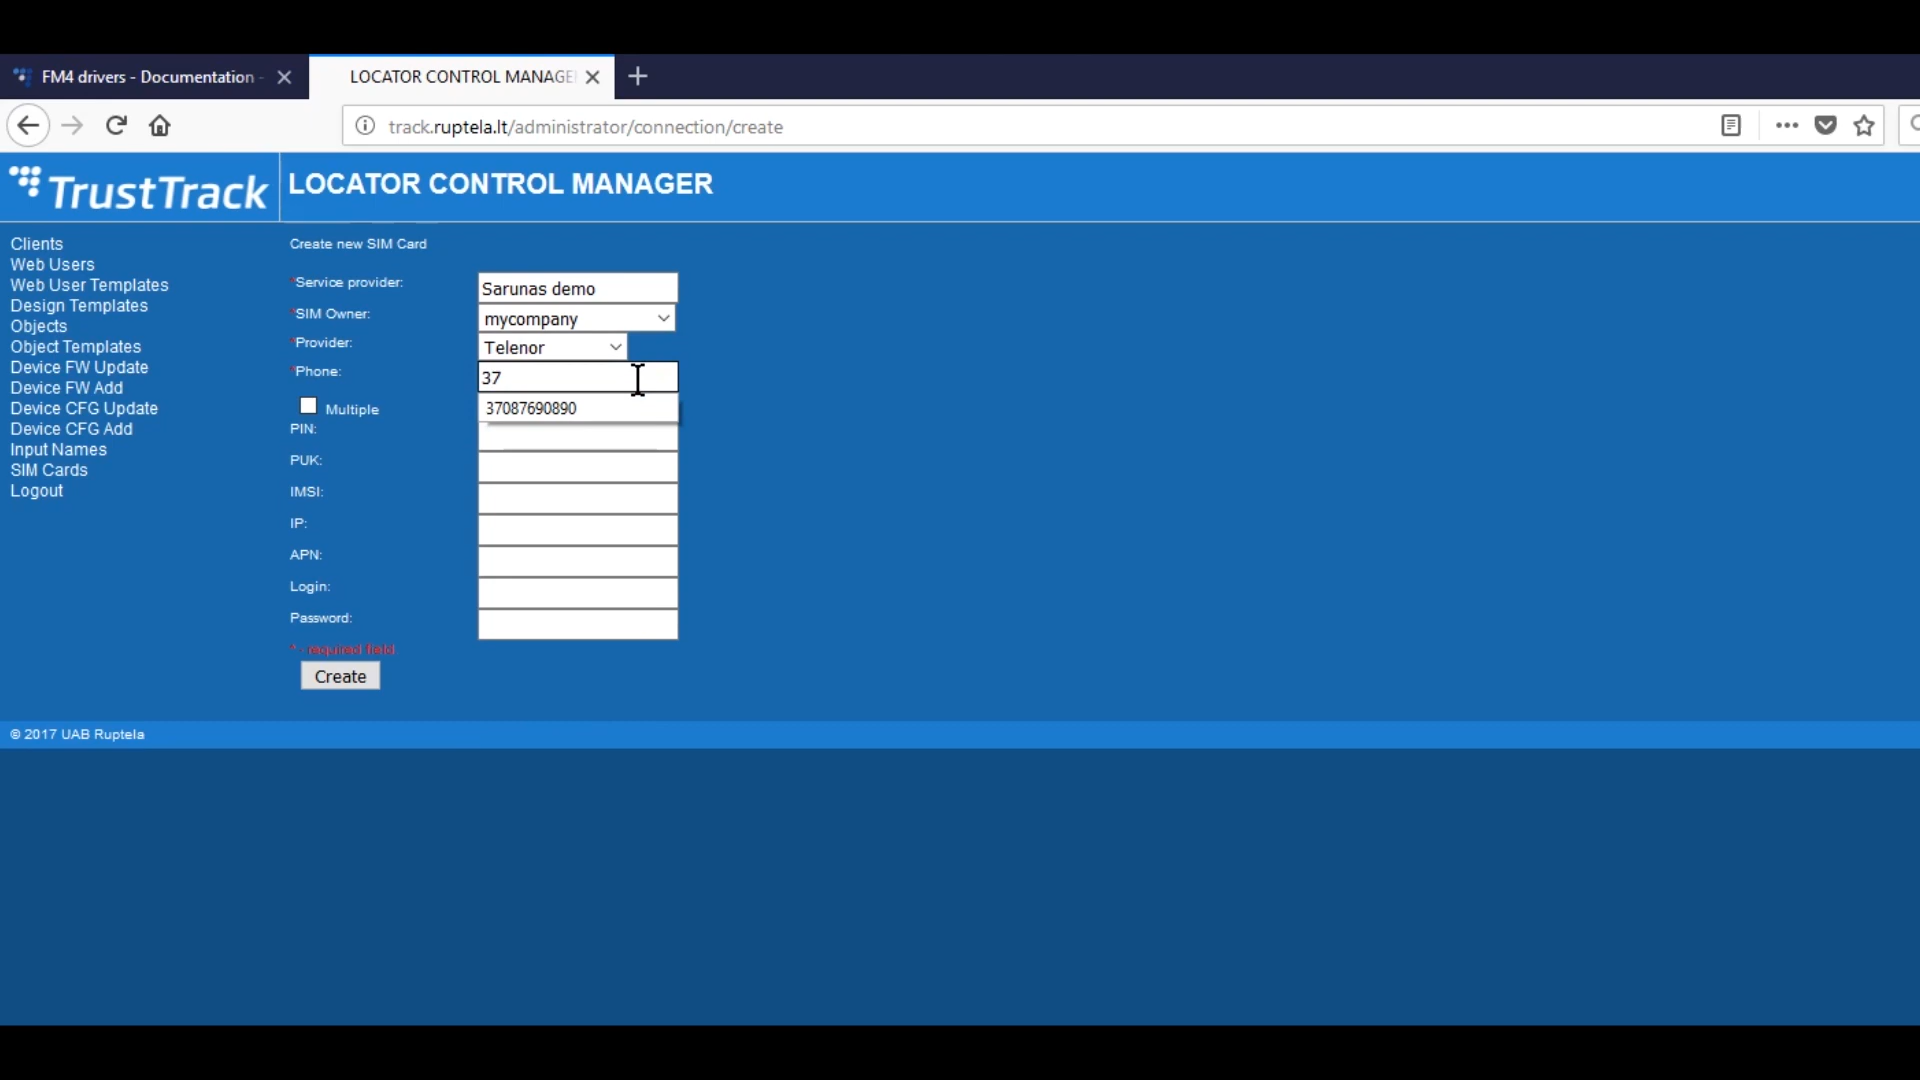 FM4 drivers - Documentation -
LOCATOR CONTROL MANAGE
track.ruptela.lt/administrator/connection/create
TrustTrack
LOCATOR CONTROL MANAGER
Clients
Web Users
Web User Templates
Design Templates
Objects
Object Templates
Device FW Update
Device FW Add
Device CFG Update
Device CFG Add
Input Names
SIM Cards
Logout
Create new SIM Card
*Service provider: Sarunas demo
*SIM Owner: mycompany
*Provider: Telenor
*Phone: 37
Multiple 37087690890
PIN:
PUK:
IMSI:
IP:
APN:
Login:
Password:
* - required field
Create
© 2017 UAB Ruptela